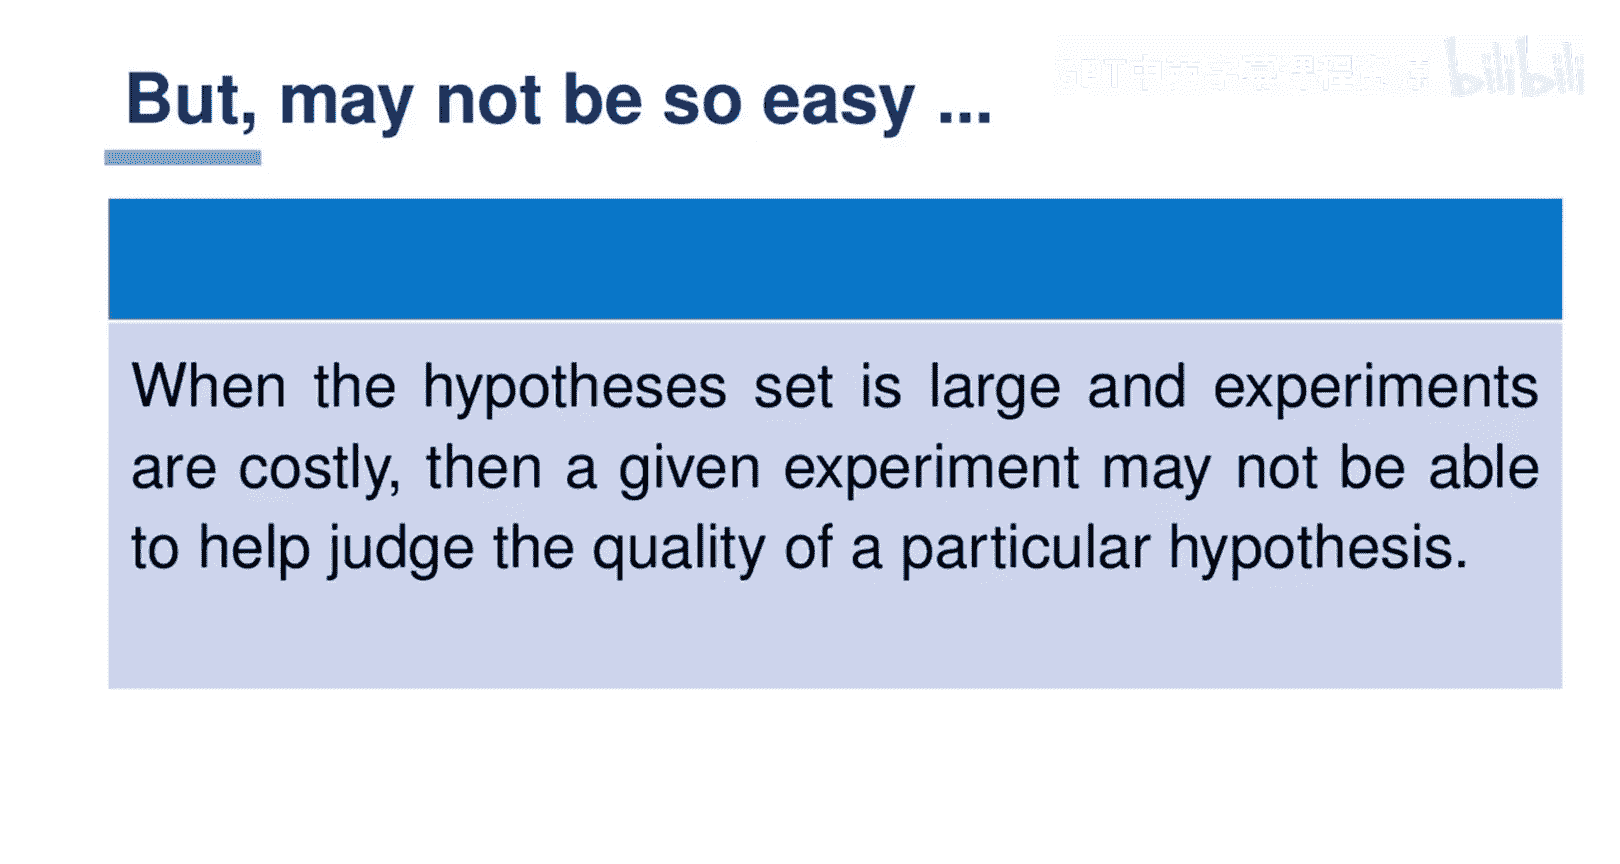 But, may not be so easy ...
bilibili
When the hypotheses set is large and experiments
are costly, then a given experiment may not be able
to help judge the quality of a particular hypothesis.